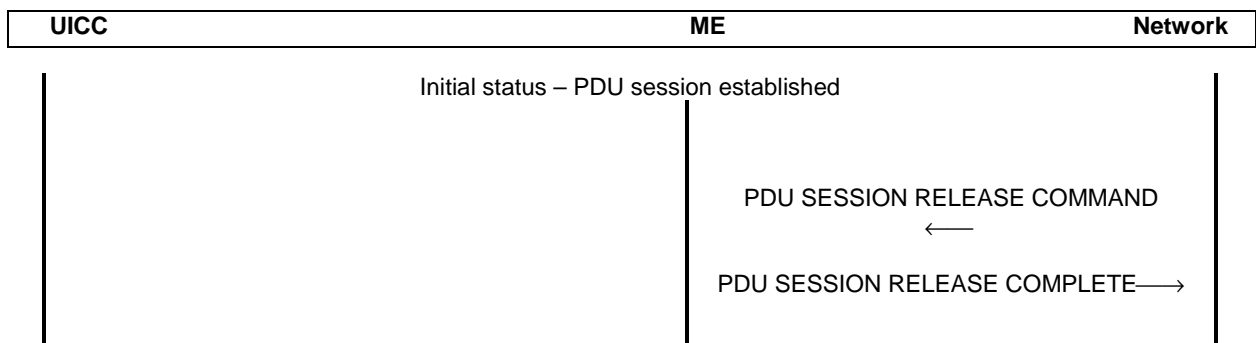 UICC ME Network
Initial status – PDU session established
PDU SESSION RELEASE COMMAND
←
PDU SESSION RELEASE COMPLETE→